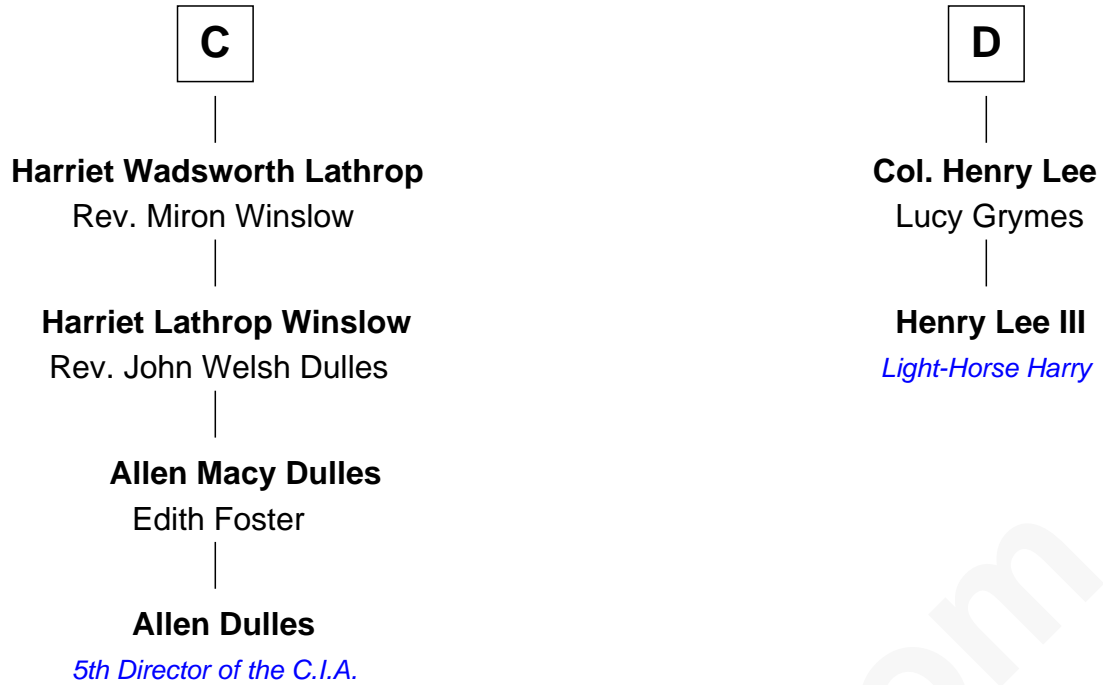 C
Harriet Wadsworth Lathrop
Rev. Miron Winslow
Harriet Lathrop Winslow
Rev. John Welsh Dulles
Allen Macy Dulles
Edith Foster
Allen Dulles
5th Director of the C.I.A.
D
Col. Henry Lee
Lucy Grymes
Henry Lee III
Light-Horse Harry
om